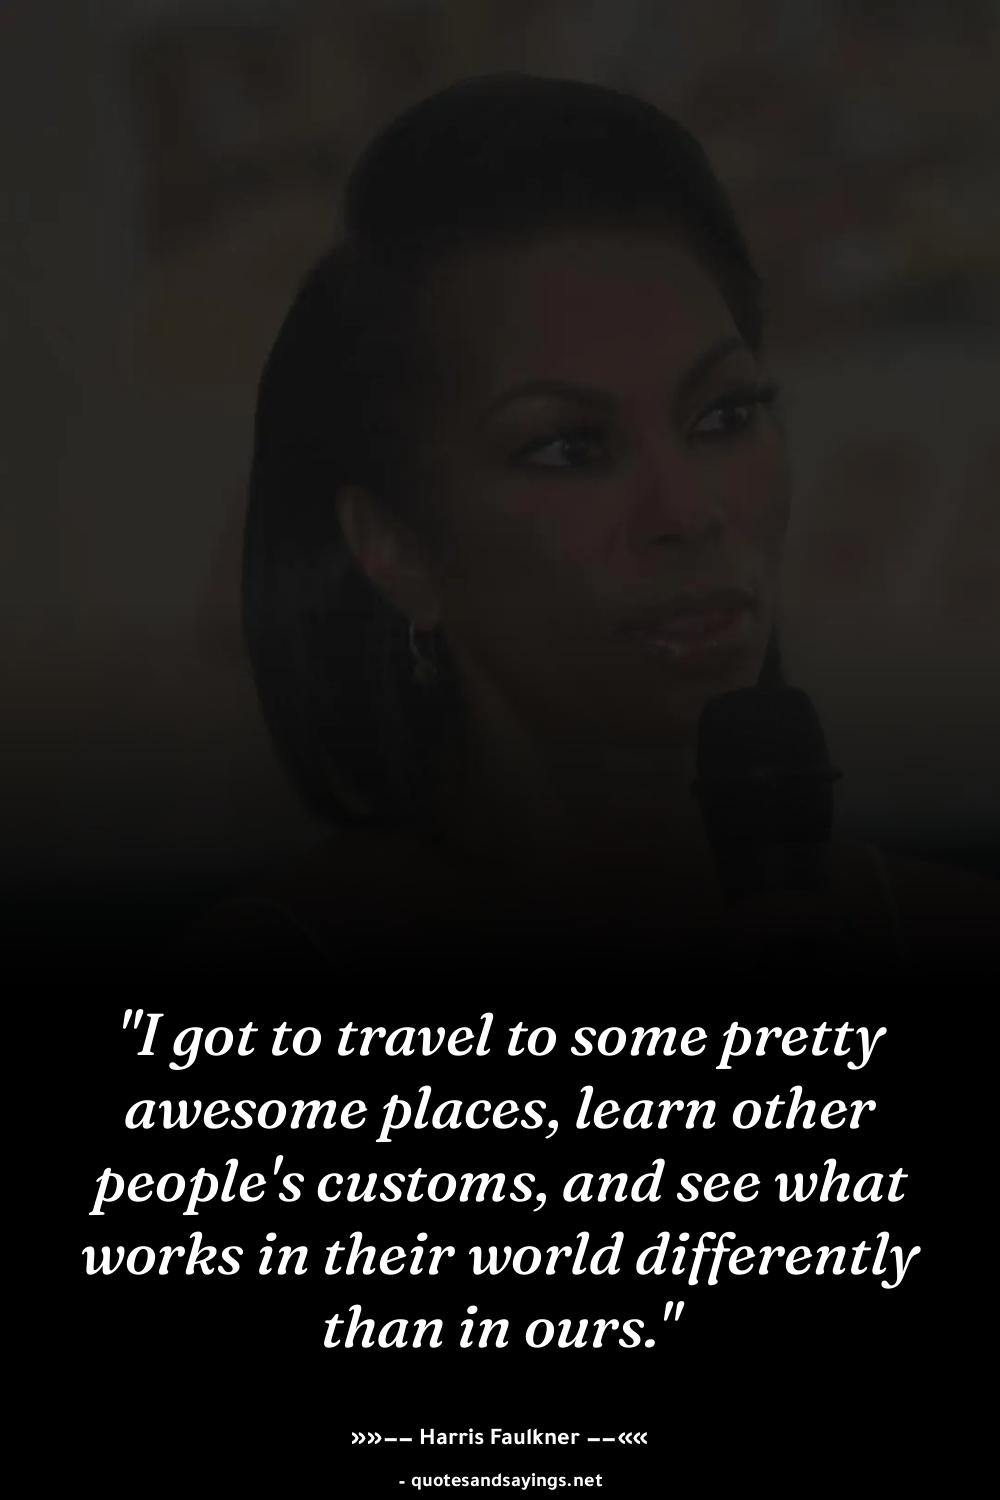 "I got to travel to some pretty
awesome places, learn other
people's customs, and see what
works in their world differently
than in ours."
»»−− Harris Faulkner −−««
- quotesandsayings.net